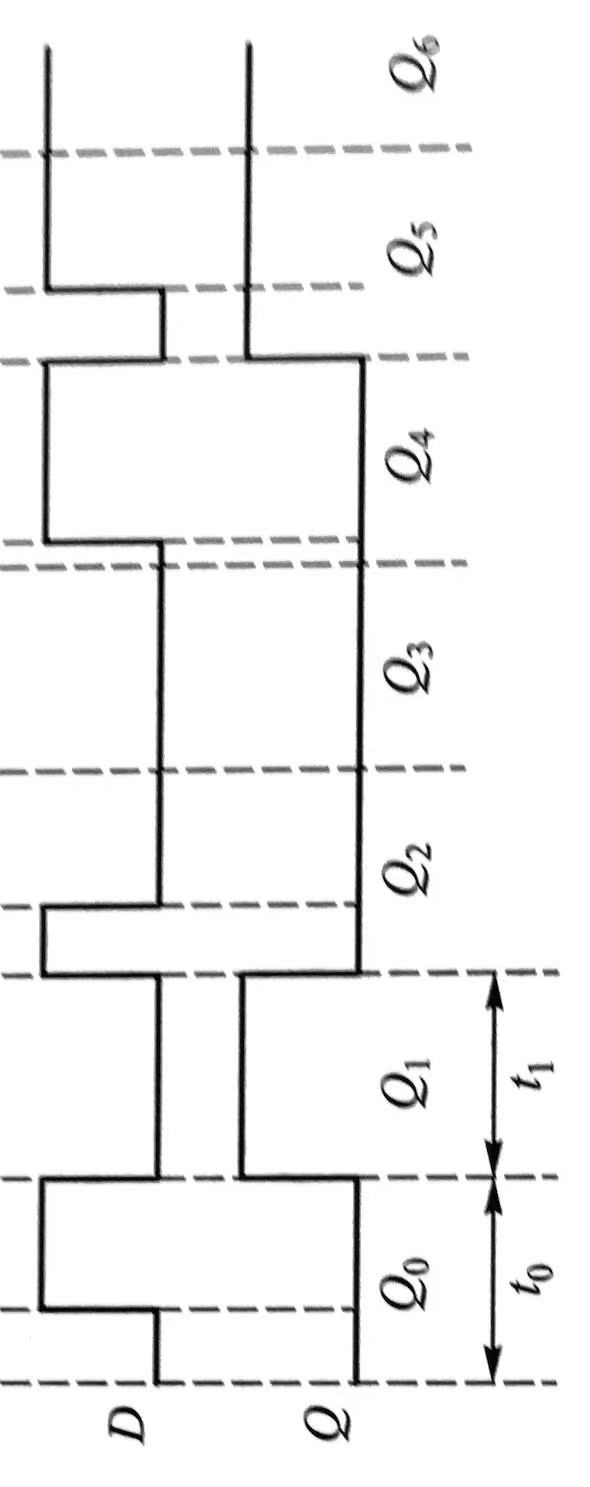 D
Q
Q₀ Q₁ Q₂ Q₃ Q₄ Q₅ Q₆
t₀ t₁